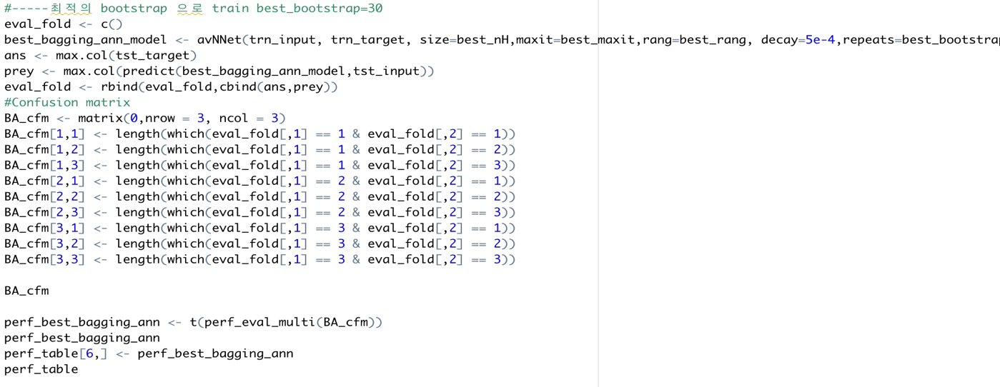 #-----최적의 bootstrap 으로 train best_bootstrap=30
eval_fold <- c()
best_bagging_ann_model <- avNNet(trn_input, trn_target, size=best_nH,maxit=best_maxit,rang=best_rang, decay=5e-4,repeats=best_bootstrap
ans <- max.col(tst_target)
prey <- max.col(predict(best_bagging_ann_model,tst_input))
eval_fold <- rbind(eval_fold,cbind(ans,prey))
#Confusion matrix
BA_cfm <- matrix(0,nrow = 3, ncol = 3)
BA_cfm[1,1] <- length(which(eval_fold[,1] == 1 & eval_fold[,2] == 1))
BA_cfm[1,2] <- length(which(eval_fold[,1] == 1 & eval_fold[,2] == 2))
BA_cfm[1,3] <- length(which(eval_fold[,1] == 1 & eval_fold[,2] == 3))
BA_cfm[2,1] <- length(which(eval_fold[,1] == 2 & eval_fold[,2] == 1))
BA_cfm[2,2] <- length(which(eval_fold[,1] == 2 & eval_fold[,2] == 2))
BA_cfm[2,3] <- length(which(eval_fold[,1] == 2 & eval_fold[,2] == 3))
BA_cfm[3,1] <- length(which(eval_fold[,1] == 3 & eval_fold[,2] == 1))
BA_cfm[3,2] <- length(which(eval_fold[,1] == 3 & eval_fold[,2] == 2))
BA_cfm[3,3] <- length(which(eval_fold[,1] == 3 & eval_fold[,2] == 3))
BA_cfm
perf_best_bagging_ann <- t(perf_eval_multi(BA_cfm))
perf_best_bagging_ann
perf_table[6,] <- perf_best_bagging_ann
perf_table